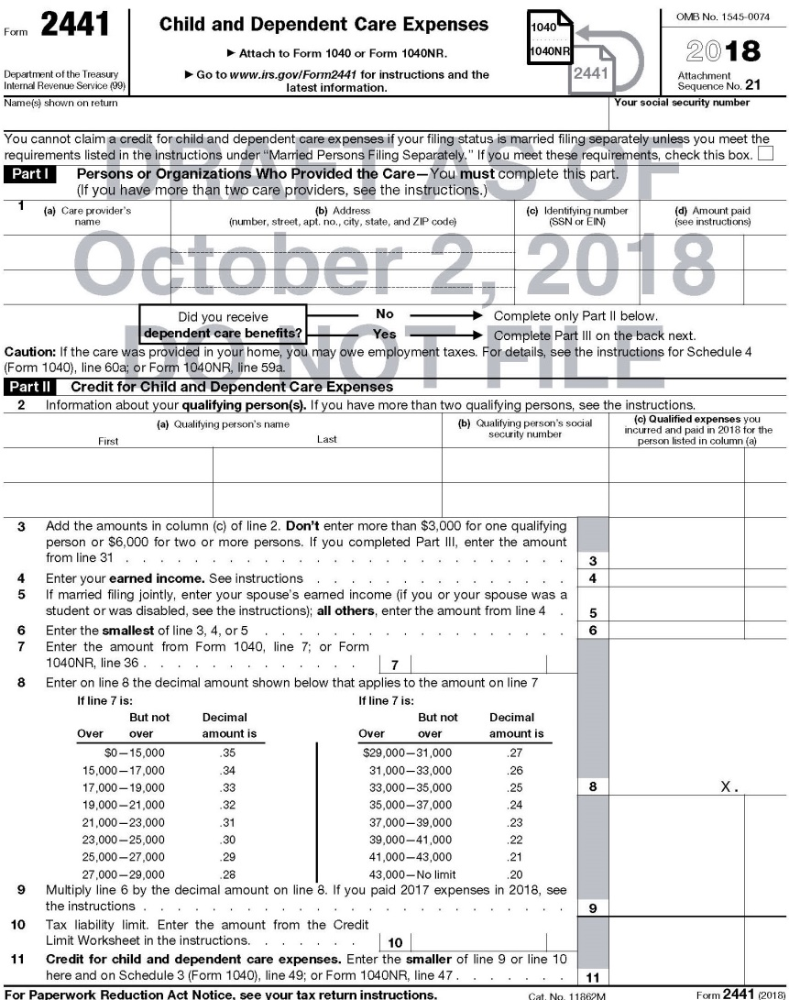 Form 2441
Department of the Treasury
Internal Revenue Service (99)
Child and Dependent Care Expenses
► Attach to Form 1040 or Form 1040NR.
► Go to www.irs.gov/Form2441 for instructions and the
latest information.
1040
1040NR
2441
OMB No. 1545-0074
2018
Attachment
Sequence No. 21
Name(s) shown on return
Your social security number
You cannot claim a credit for child and dependent care expenses if your filing status is married filing separately unless you meet the
requirements listed in the instructions under “Married Persons Filing Separately.” If you meet these requirements, check this box.
DRAFT AS OF
October 2, 2018
DO NOT FILE
Part I Persons or Organizations Who Provided the Care—You must complete this part.
(If you have more than two care providers, see the instructions.)
1 (a) Care provider’s
name
(b) Address
(number, street, apt. no., city, state, and ZIP code)
(c) Identifying number
(SSN or EIN)
(d) Amount paid
(see instructions)
Did you receive
dependent care benefits?
No Complete only Part II below.
Yes Complete Part III on the back next.
Caution: If the care was provided in your home, you may owe employment taxes. For details, see the instructions for Schedule 4
(Form 1040), line 60a; or Form 1040NR, line 59a.
Part II Credit for Child and Dependent Care Expenses
2 Information about your qualifying person(s). If you have more than two qualifying persons, see the instructions.
(a) Qualifying person’s name
First Last
(b) Qualifying person’s social
security number
(c) Qualified expenses you
incurred and paid in 2018 for the
person listed in column (a)
3 Add the amounts in column (c) of line 2. Don’t enter more than $3,000 for one qualifying
person or $6,000 for two or more persons. If you completed Part III, enter the amount
from line 31 . . . . . . . . . . . . . . . . . . . . . . . . . . 3
4 Enter your earned income. See instructions . . . . . . . . . . . . . . . 4
5 If married filing jointly, enter your spouse’s earned income (if you or your spouse was a
student or was disabled, see the instructions); all others, enter the amount from line 4 . 5
6 Enter the smallest of line 3, 4, or 5 . . . . . . . . . . . . . . . . . . 6
7 Enter the amount from Form 1040, line 7; or Form
1040NR, line 36 . . . . . . . . . . . . . 7
8 Enter on line 8 the decimal amount shown below that applies to the amount on line 7
If line 7 is: If line 7 is:
But not Decimal But not Decimal
Over over amount is Over over amount is
$0—15,000 .35 $29,000—31,000 .27
15,000—17,000 .34 31,000—33,000 .26
17,000—19,000 .33 33,000—35,000 .25 8 X .
19,000—21,000 .32 35,000—37,000 .24
21,000—23,000 .31 37,000—39,000 .23
23,000—25,000 .30 39,000—41,000 .22
25,000—27,000 .29 41,000—43,000 .21
27,000—29,000 .28 43,000—No limit .20
9 Multiply line 6 by the decimal amount on line 8. If you paid 2017 expenses in 2018, see
the instructions . . . . . . . . . . . . . . . . . . . . . . . . . 9
10 Tax liability limit. Enter the amount from the Credit
Limit Worksheet in the instructions. . . . . . . 10
11 Credit for child and dependent care expenses. Enter the smaller of line 9 or line 10
here and on Schedule 3 (Form 1040), line 49; or Form 1040NR, line 47 . . . . . . . 11
For Paperwork Reduction Act Notice, see your tax return instructions. Cat. No. 11862M Form 2441 (2018)